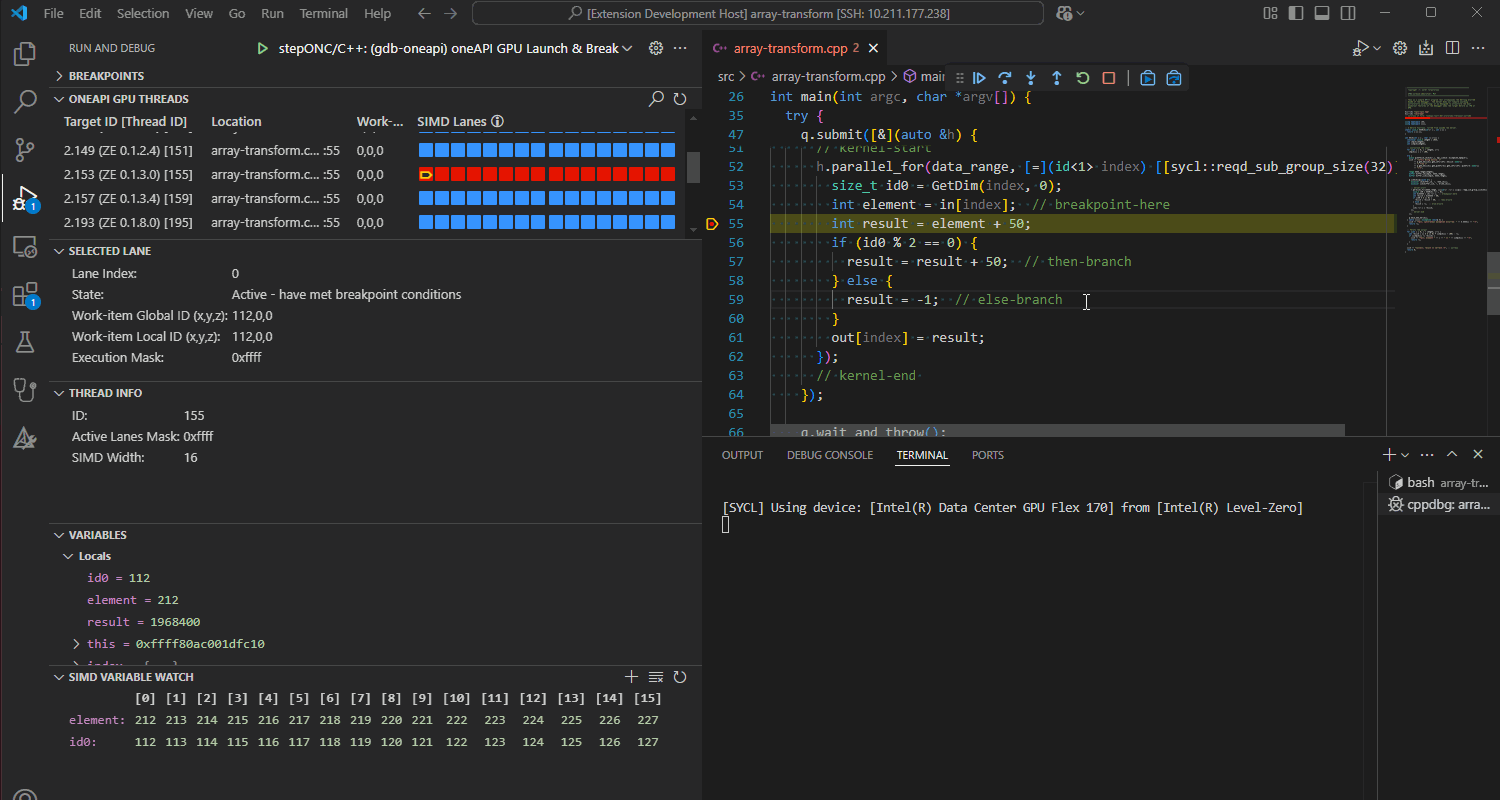 File Edit Selection View Go Run Terminal Help
[Extension Development Host] array-transform [SSH: 10.211.177.238]
RUN AND DEBUG
stepONC/C++: (gdb-oneapi) oneAPI GPU Launch & Break
BREAKPOINTS
ONEAPI GPU THREADS
Target ID [Thread ID] Location Work-... SIMD Lanes
2.149 (ZE 0.1.2.4) [151] array-transform.c... :55 0,0,0
2.153 (ZE 0.1.3.0) [155] array-transform.c... :55 0,0,0
2.157 (ZE 0.1.3.4) [159] array-transform.c... :55 0,0,0
2.193 (ZE 0.1.8.0) [195] array-transform.c... :55 0,0,0
1
1
SELECTED LANE
Lane Index: 0
State: Active - have met breakpoint conditions
Work-item Global ID (x,y,z): 112,0,0
Work-item Local ID (x,y,z): 112,0,0
Execution Mask: 0xffff
THREAD INFO
ID: 155
Active Lanes Mask: 0xffff
SIMD Width: 16
VARIABLES
Locals
id0 = 112
element = 212
result = 1968400
this = 0xffff80ac001dfc10
SIMD VARIABLE WATCH
[0] [1] [2] [3] [4] [5] [6] [7] [8] [9] [10] [11] [12] [13] [14] [15]
element: 212 213 214 215 216 217 218 219 220 221 222 223 224 225 226 227
id0: 112 113 114 115 116 117 118 119 120 121 122 123 124 125 126 127
array-transform.cpp 2
src > array-transform.cpp > main
26 int main(int argc, char *argv[]) {
35 try {
47 q.submit([&](auto &h) {
51 // kernel-start
52 h.parallel_for(data_range, [=](id<1> index) [[sycl::reqd_sub_group_size(32)]
53 size_t id0 = GetDim(index, 0);
54 int element = in[index]; // breakpoint-here
55 int result = element + 50;
56 if (id0 % 2 == 0) {
57 result = result + 50; // then-branch
58 } else {
59 result = -1; // else-branch
60 }
61 out[index] = result;
62 });
63 // kernel-end
64 });
65
66 q.wait_and_throw();
OUTPUT DEBUG CONSOLE TERMINAL PORTS
[SYCL] Using device: [Intel(R) Data Center GPU Flex 170] from [Intel(R) Level-Zero]
bash array-tr...
cppdbg: arra...